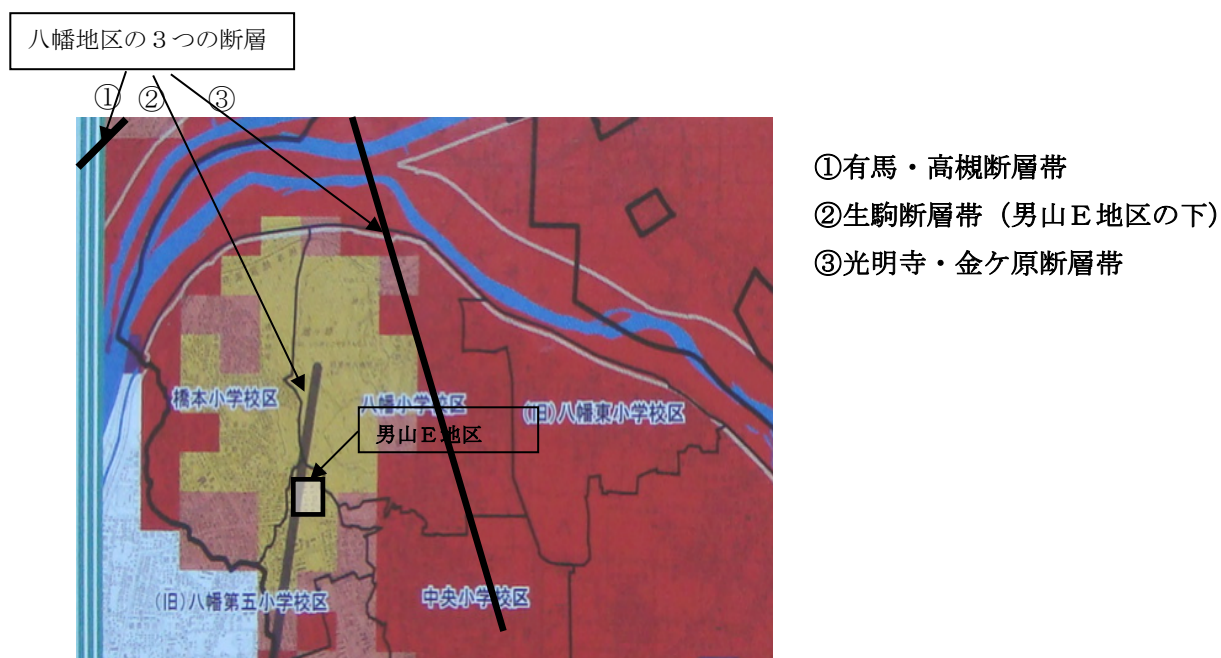 八幡地区の３つの断層
① ② ③
①有馬・高槻断層帯
②生駒断層帯（男山Ｅ地区の下）
③光明寺・金ケ原断層帯
橋本小学校区
八幡小学校区
(旧)八幡東小学校区
男山Ｅ地区
(旧)八幡第五小学校区
中央小学校区